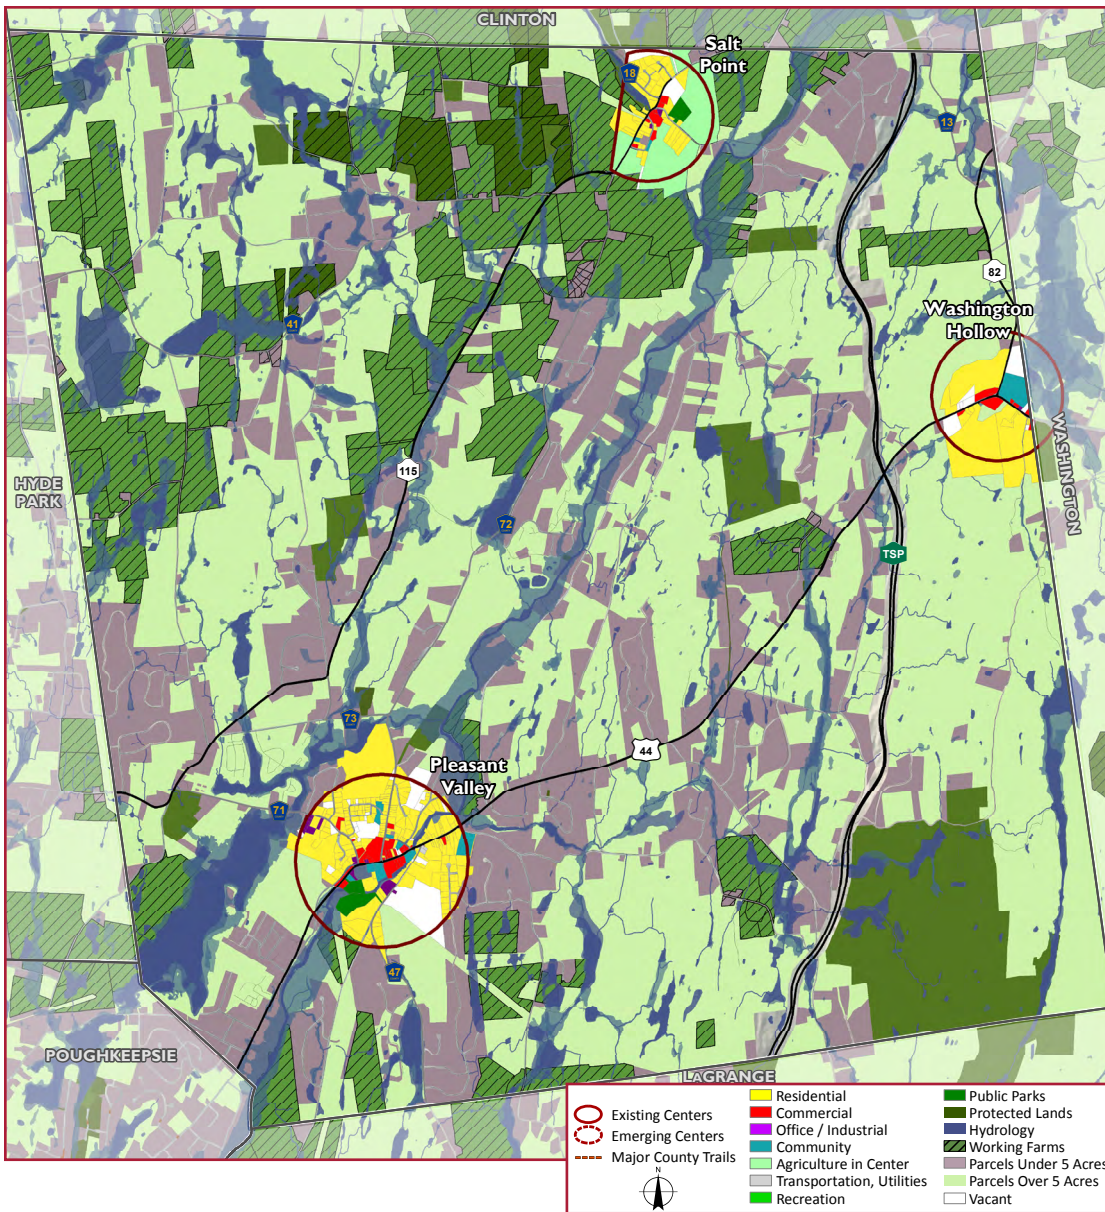 CLINTON
Salt
Point
18
13
82
Washington
Hollow
41
WASHINGTON
HYDE
PARK
115
72
TSP
73
44
Pleasant
Valley
71
47
POUGHKEEPSIE
LAGRANGE
Existing Centers
Emerging Centers
Major County Trails
N
Residential
Commercial
Office / Industrial
Community
Agriculture in Center
Transportation, Utilities
Recreation
Public Parks
Protected Lands
Hydrology
Working Farms
Parcels Under 5 Acres
Parcels Over 5 Acres
Vacant